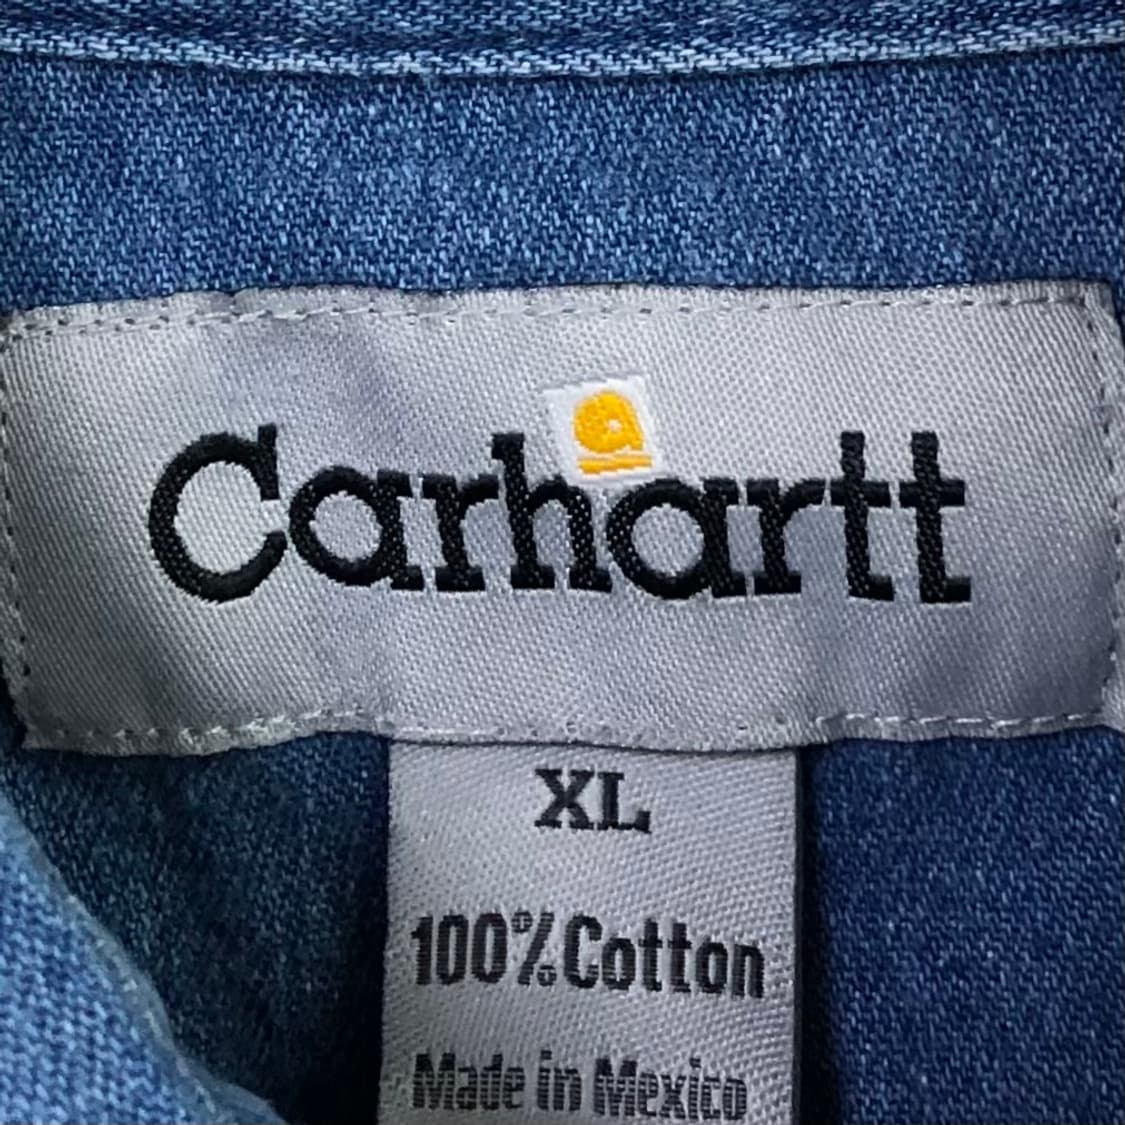 Carhartt
XL
100% Cotton
Made in Mexico